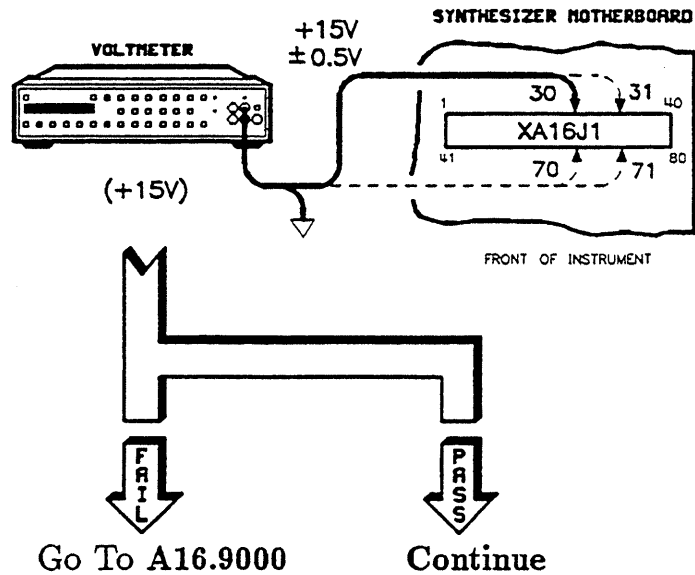 SYNTHESIZER MOTHERBOARD
VOLTMETER
+15V
±0.5V
30
31
1
40
XA16J1
41
80
70
71
(+15V)
FRONT OF INSTRUMENT
FAIL
PASS
Go To A16.9000
Continue